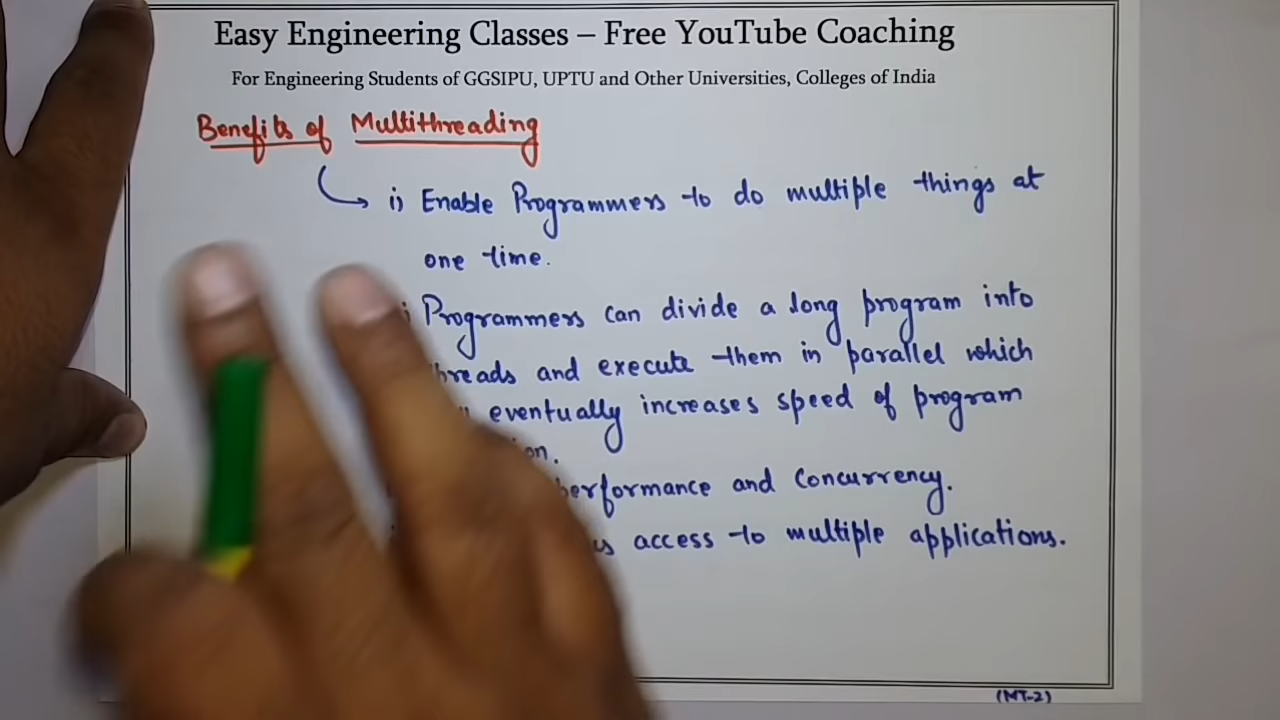 Easy Engineering Classes – Free YouTube Coaching
For Engineering Students of GGSIPU, UPTU and Other Universities, Colleges of India
Benefits of Multithreading
i) Enable Programmers to do multiple things at
one time.
Programmers can divide a long program into
and execute them in parallel which
eventually increases speed of program
performance and concurrency.
access to multiple applications.
(MT-2)